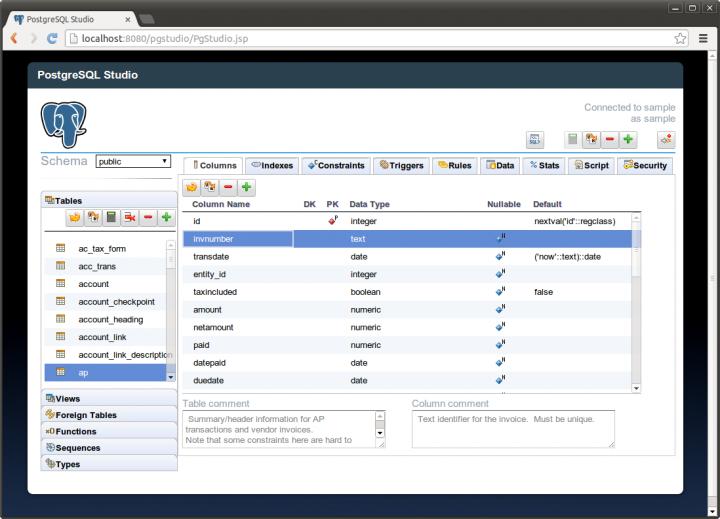 PostgreSQL Studio
localhost:8080/pgstudio/PgStudio.jsp
PostgreSQL Studio
Connected to sample
as sample
SQL>
Schema public
Columns Indexes Constraints Triggers Rules Data % Stats Script Security
Tables
ac_tax_form
acc_trans
account
account_checkpoint
account_heading
account_link
account_link_description
ap
Views
Foreign Tables
Functions
Sequences
Types
Column Name DK PK Data Type Nullable Default
id P integer nextval('id'::regclass)
invnumber text N
transdate date N ('now'::text)::date
entity_id integer N
taxincluded boolean N false
amount numeric N
netamount numeric N
paid numeric N
datepaid date N
duedate date N
Table comment
Summary/header information for AP
transactions and vendor invoices.
Note that some constraints here are hard to
Column comment
Text identifier for the invoice. Must be unique.